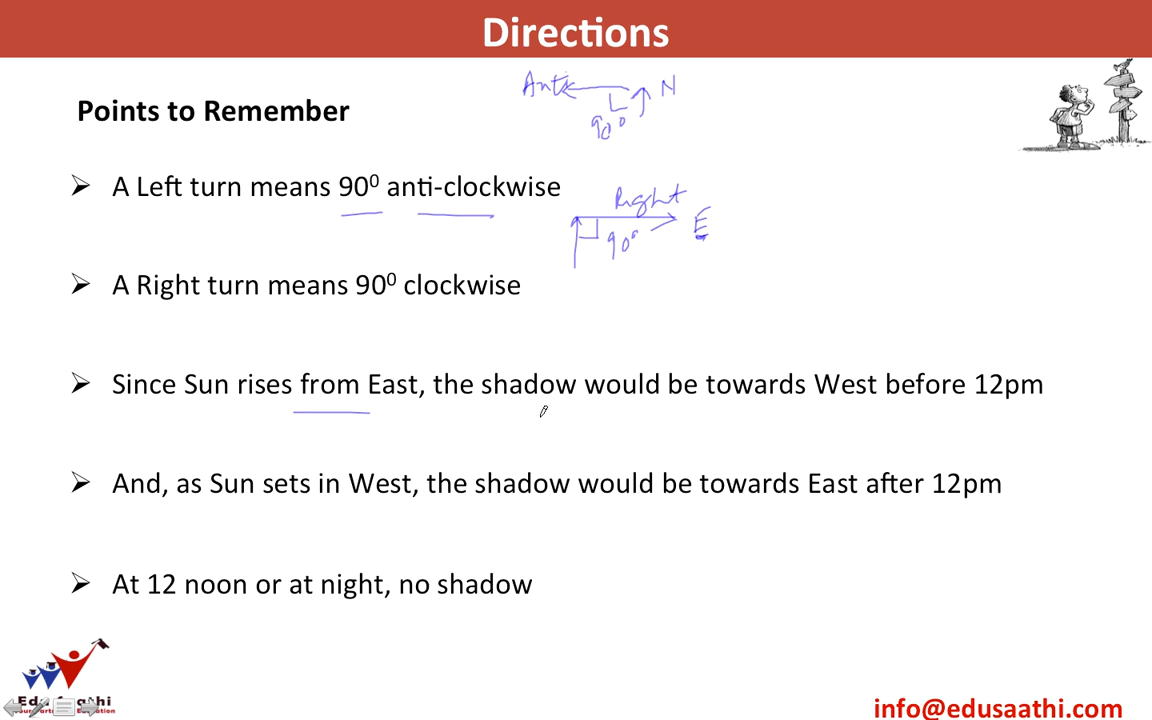 Directions
Anti
N
Points to Remember
L
90°
➢ A Left turn means 90⁰ anti-clockwise
Right
E
90°
➢ A Right turn means 90⁰ clockwise
➢ Since Sun rises from East, the shadow would be towards West before 12pm
➢ And, as Sun sets in West, the shadow would be towards East after 12pm
➢ At 12 noon or at night, no shadow
info@edusaathi.com